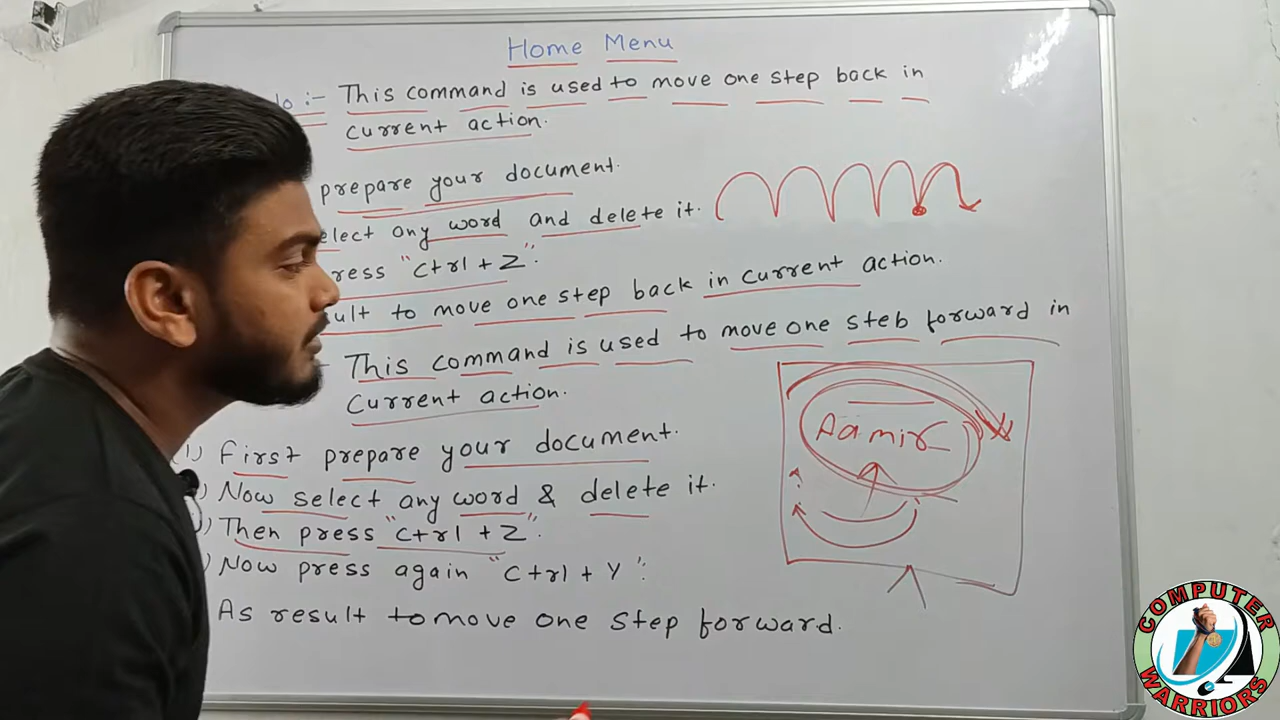 Home Menu
do :- This command is used to move one step back in
current action.
prepare your document.
elect any word and delete it.
ress "Ctrl + Z".
ult to move one step back in current action.
This command is used to move one steb forward in
Current action.
1) First prepare your document.
) Now select any word & delete it.
) Then press "Ctrl + Z".
) Now press again "Ctrl + Y".
As result to move one step forward.
Aamir
COMPUTER
WARRIORS